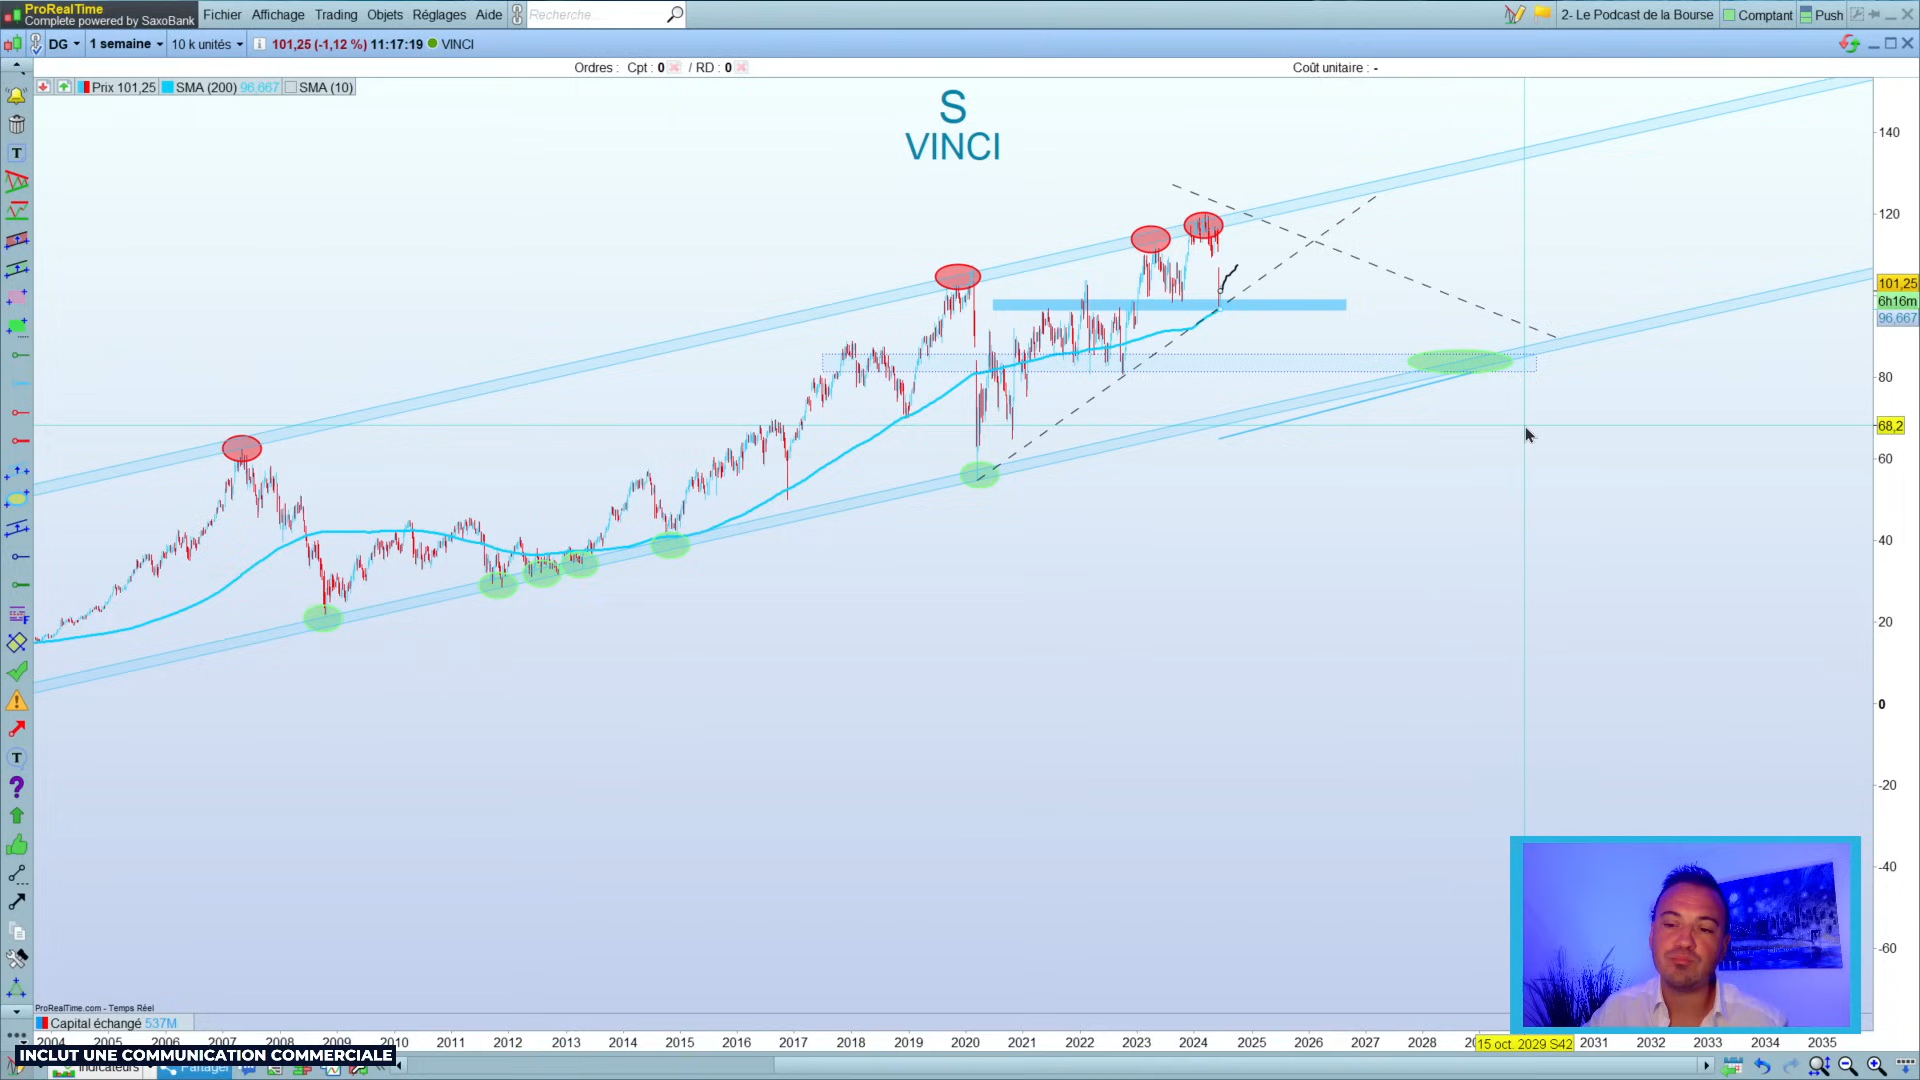 ProRealTime
Complete powered by SaxoBank
Fichier Affichage Trading Objets Réglages Aide Recherche... 2- Le Podcast de la Bourse Comptant Push
DG 1 semaine 10 k unités 101,25 (-1,12 %) 11:17:19 VINCI
Ordres : Cpt : 0 / RD : 0 Coût unitaire : -
Prix 101,25 SMA (200) 96.667 SMA (10)
S
VINCI
140
120
101,25
6h16m
96,667
80
68,2
60
40
20
0
-20
-40
-60
ProRealTime.com - Temps Réel
Capital échangé 537M
2004 2005 2006 2007 2008 2009 2010 2011 2012 2013 2014 2015 2016 2017 2018 2019 2020 2021 2022 2023 2024 2025 2026 2027 2028 15 oct. 2029 S42 2031 2032 2033 2034 2035
INCLUT UNE COMMUNICATION COMMERCIALE
Indicateurs Partager